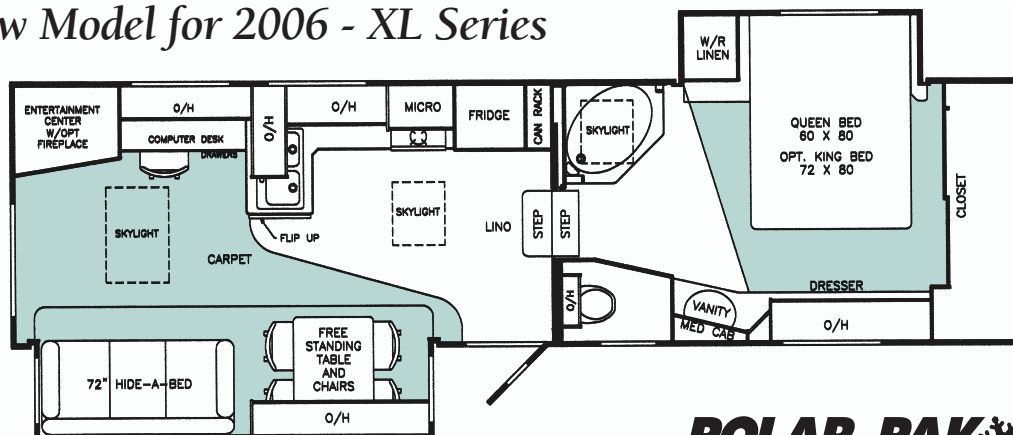 w Model for 2006 - XL Series
W/R
LINEN
ENTERTAINMENT
CENTER
W/OPT
FIREPLACE
O/H
COMPUTER DESK
DRAWERS
O/H
O/H
MICRO
FRIDGE
CAN RACK
SKYLIGHT
QUEEN BED
60 X 80
OPT. KING BED
72 X 80
CLOSET
SKYLIGHT
SKYLIGHT
LINO
STEP
STEP
FLIP UP
CARPET
DRESSER
O/H
VANITY
MED CAB
O/H
72" HIDE-A-BED
FREE
STANDING
TABLE
AND
CHAIRS
O/H
POLAR PAK